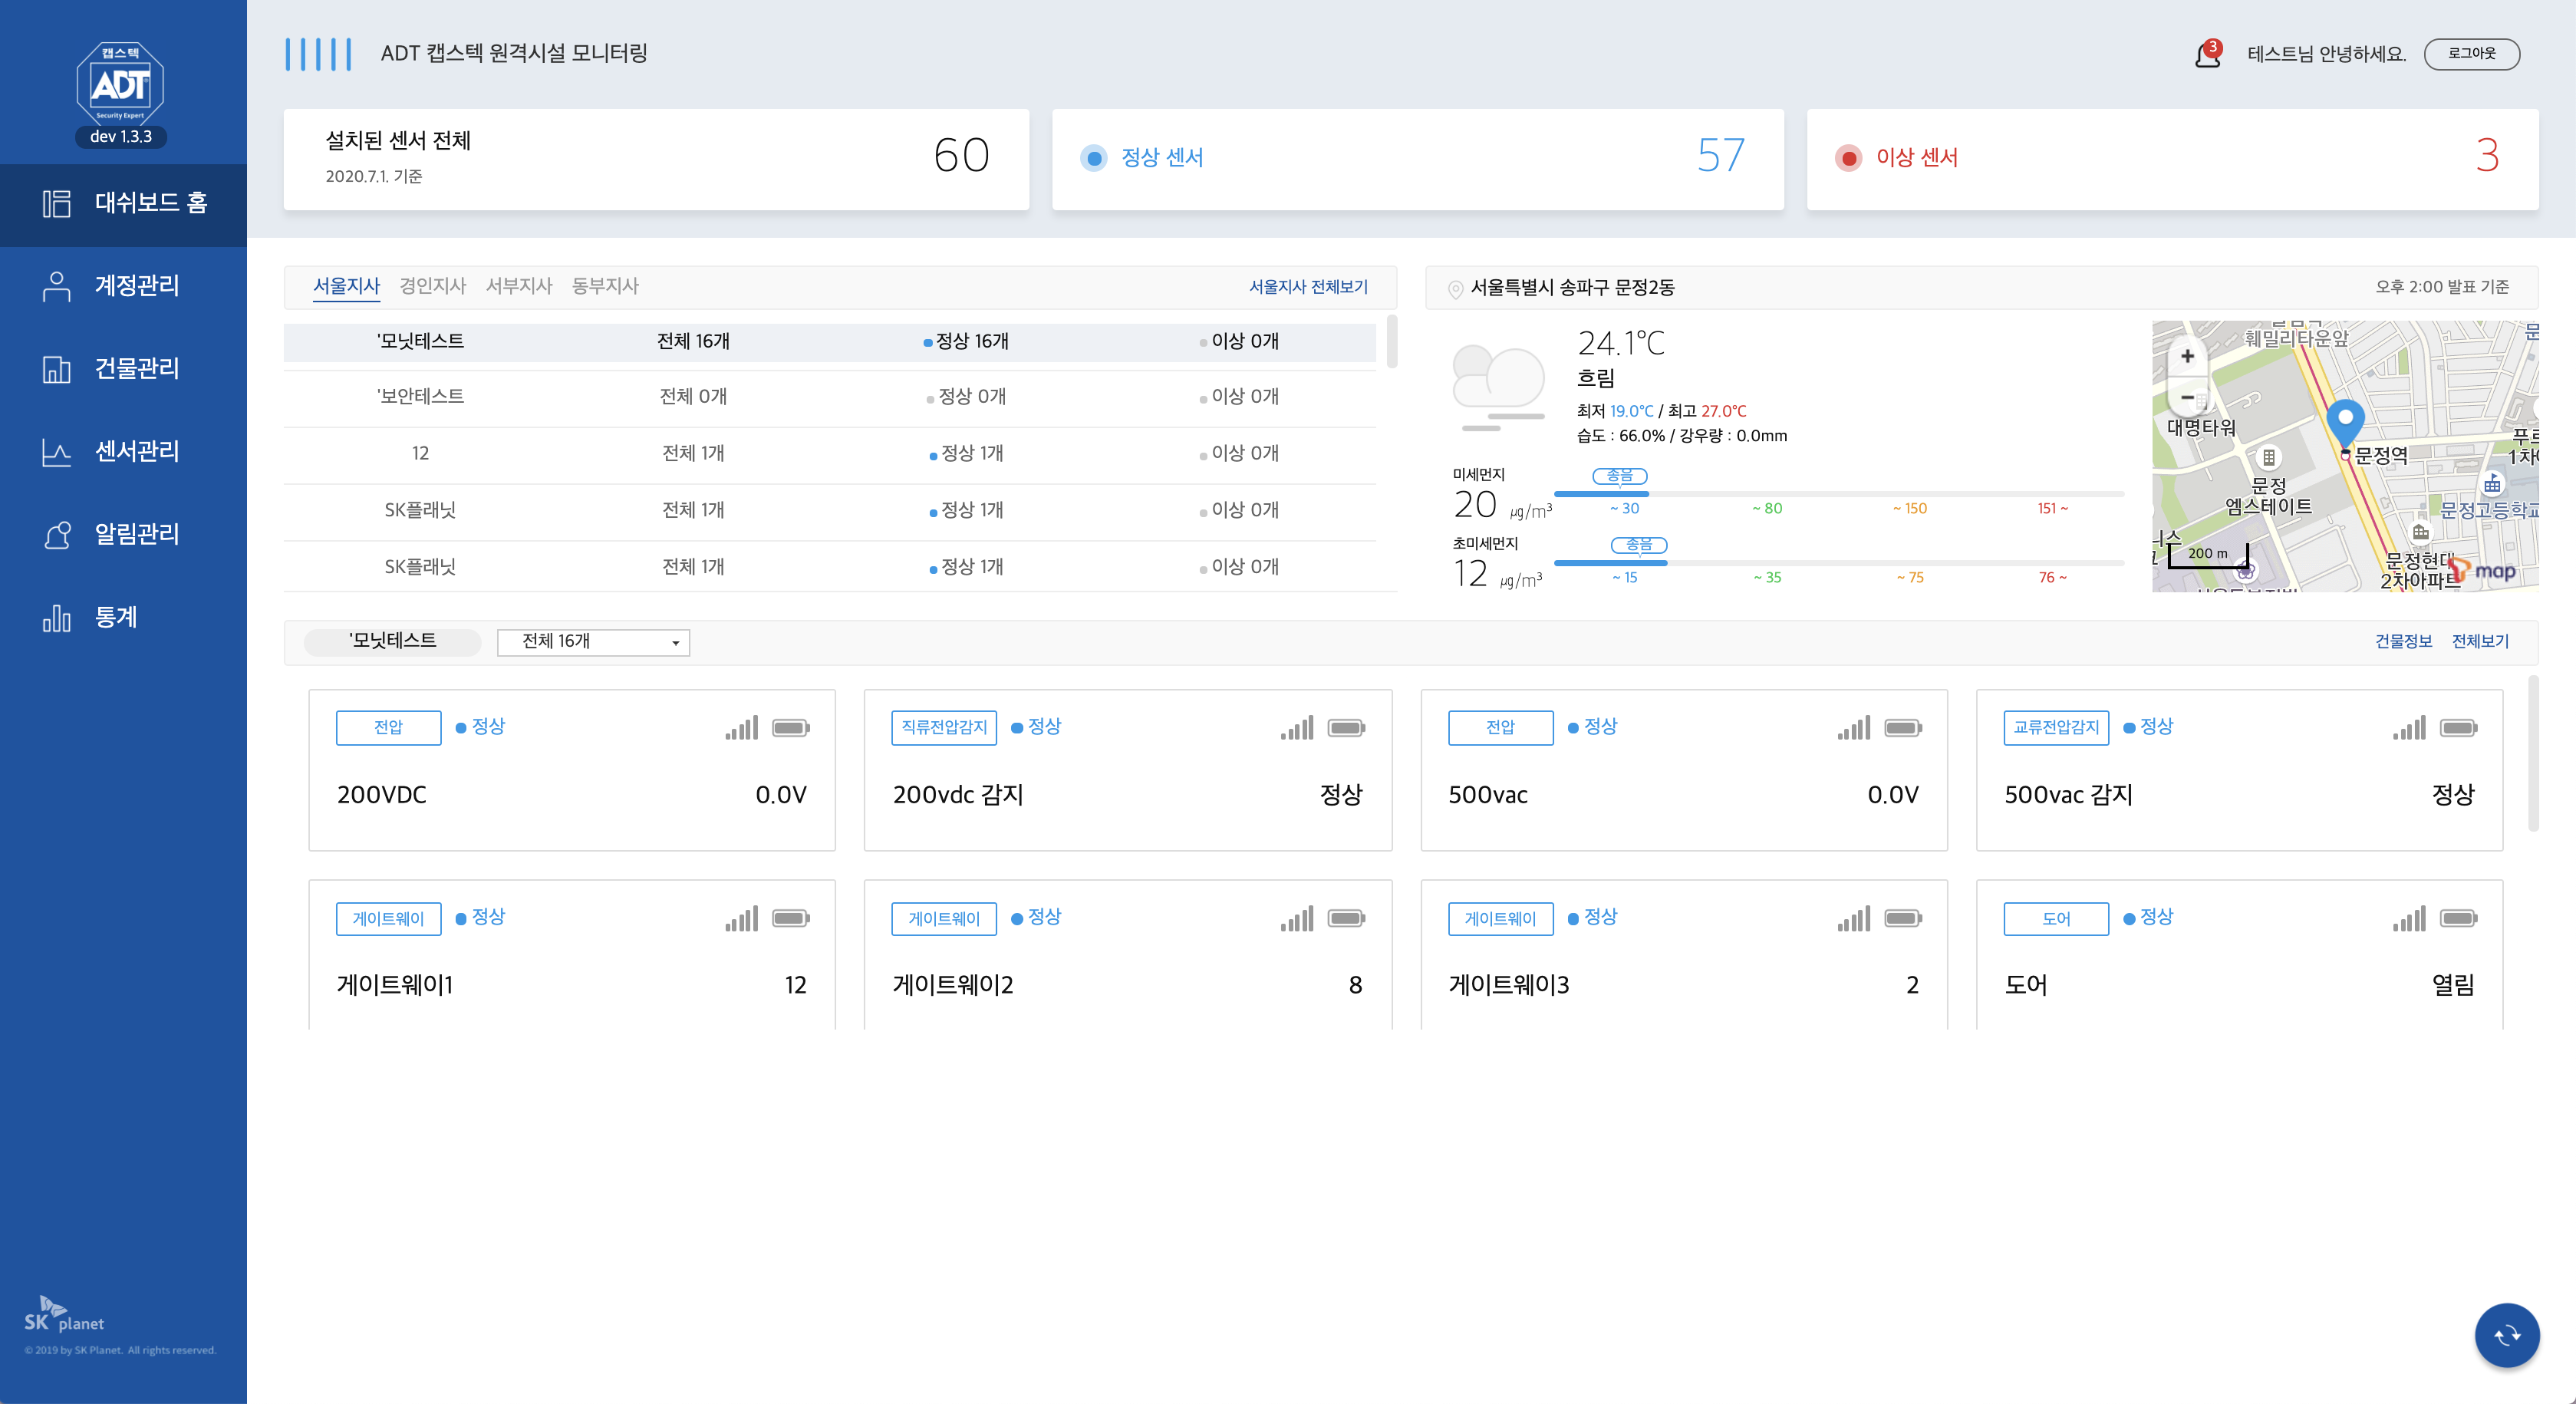 캡스텍
ADT
Security Expert
dev 1.3.3
대쉬보드 홈
계정관리
건물관리
센서관리
알림관리
통계
SK planet
© 2019 by SK Planet. All rights reserved.
ADT 캡스텍 원격시설 모니터링
3
테스트님 안녕하세요.
로그아웃
설치된 센서 전체
2020.7.1. 기준
60
정상 센서
57
이상 센서
3
서울지사 경인지사 서부지사 동부지사
서울지사 전체보기
'모닛테스트 전체 16개 정상 16개 이상 0개
'보안테스트 전체 0개 정상 0개 이상 0개
12 전체 1개 정상 1개 이상 0개
SK플래닛 전체 1개 정상 1개 이상 0개
SK플래닛 전체 1개 정상 1개 이상 0개
서울특별시 송파구 문정2동
오후 2:00 발표 기준
24.1℃
흐림
최저 19.0℃ / 최고 27.0℃
습도 : 66.0% / 강우량 : 0.0mm
미세먼지
좋음
20 μg/m³
~ 30 ~ 80 ~ 150 151 ~
초미세먼지
좋음
12 μg/m³
~ 15 ~ 35 ~ 75 76 ~
훼밀리타운앞
+
−
대명타워
문정역
1차
문정
엠스테이트
문정고등학교
200 m
문정현대
2차아파트
map
'모닛테스트
전체 16개
건물정보 전체보기
전압 정상
200VDC 0.0V
직류전압감지 정상
200vdc 감지 정상
전압 정상
500vac 0.0V
교류전압감지 정상
500vac 감지 정상
게이트웨이 정상
게이트웨이1 12
게이트웨이 정상
게이트웨이2 8
게이트웨이 정상
게이트웨이3 2
도어 정상
도어 열림